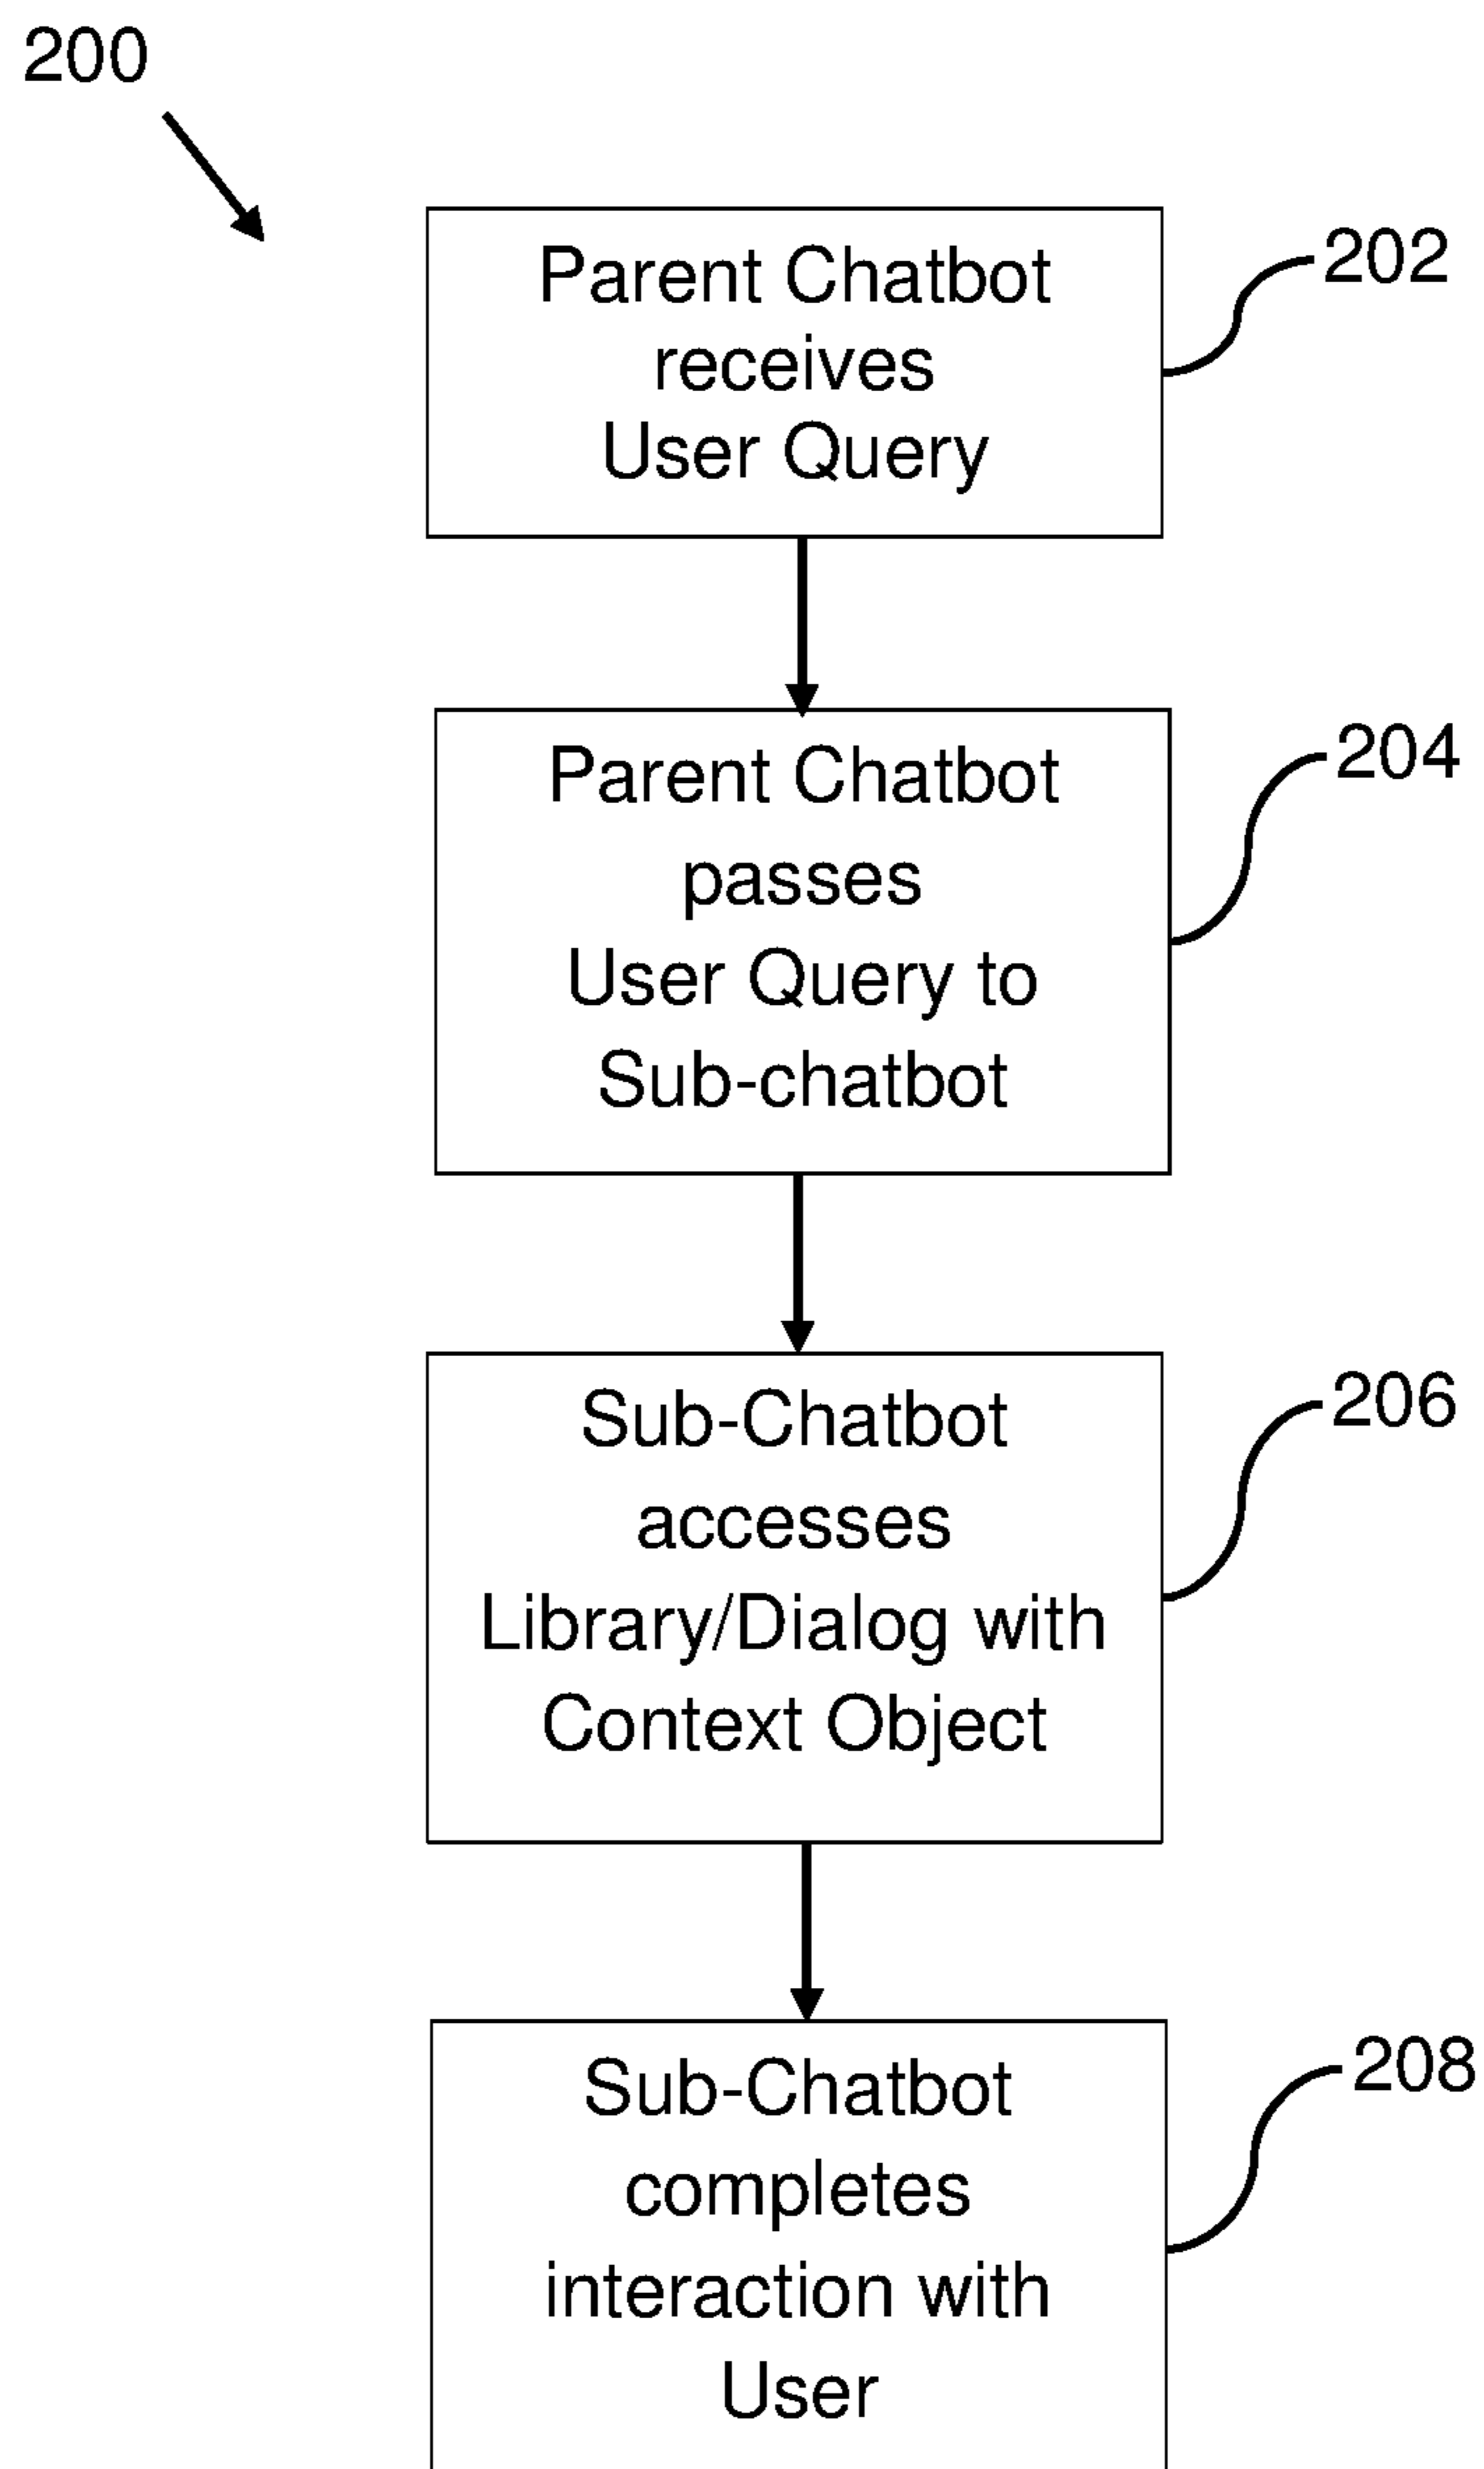 200
Parent Chatbot
receives
User Query
202
Parent Chatbot
passes
User Query to
Sub-chatbot
204
Sub-Chatbot
accesses
Library/Dialog with
Context Object
206
Sub-Chatbot
completes
interaction with
User
208